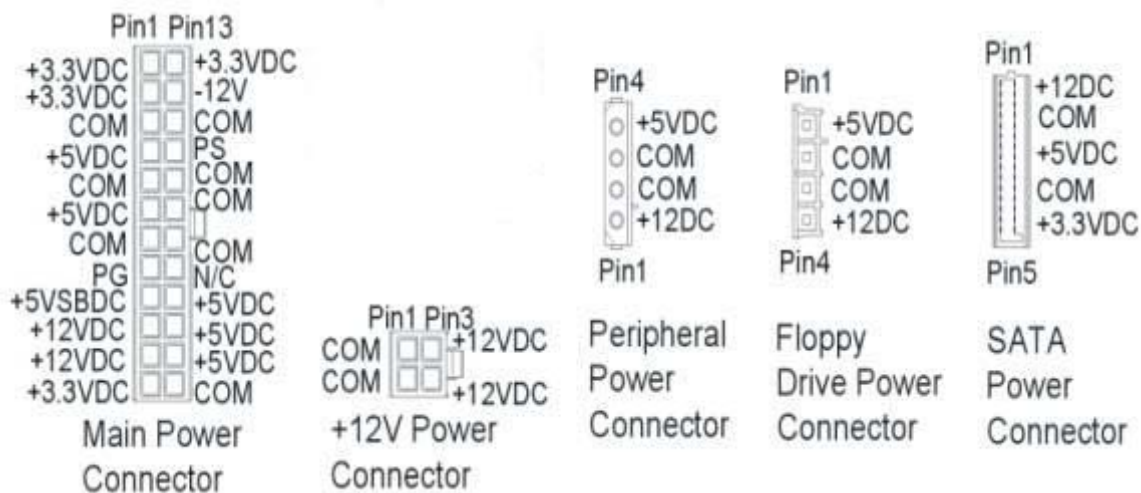 Pin1 Pin13
+3.3VDC +3.3VDC
+3.3VDC -12V
COM COM
+5VDC PS
COM COM
+5VDC COM
COM COM
PG N/C
+5VSBDC +5VDC
+12VDC +5VDC
+12VDC +5VDC
+3.3VDC COM
Main Power
Connector
Pin1 Pin3
COM +12VDC
COM +12VDC
+12V Power
Connector
Pin4
+5VDC
COM
COM
+12DC
Pin1
Peripheral
Power
Connector
Pin1
+5VDC
COM
COM
+12DC
Pin4
Floppy
Drive Power
Connector
Pin1
+12DC
COM
+5VDC
COM
+3.3VDC
Pin5
SATA
Power
Connector